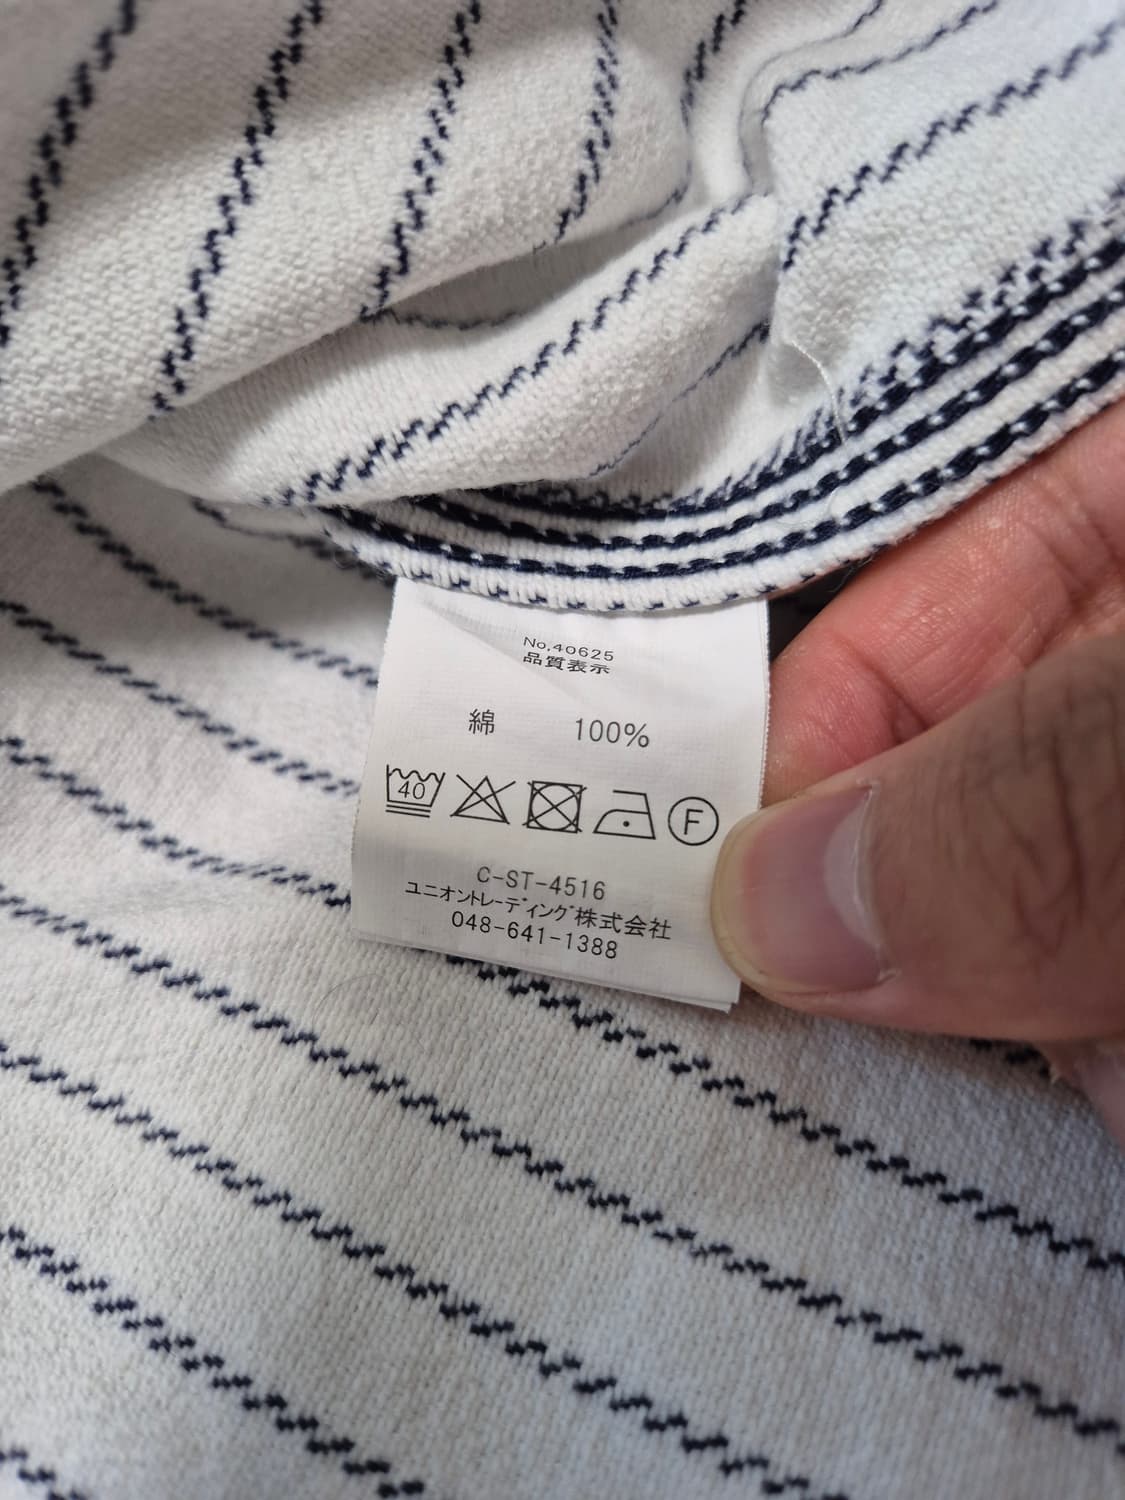 No.40625
品質表示
綿 100%
40 F
C-ST-4516
ユニオントレーディング株式会社
048-641-1388